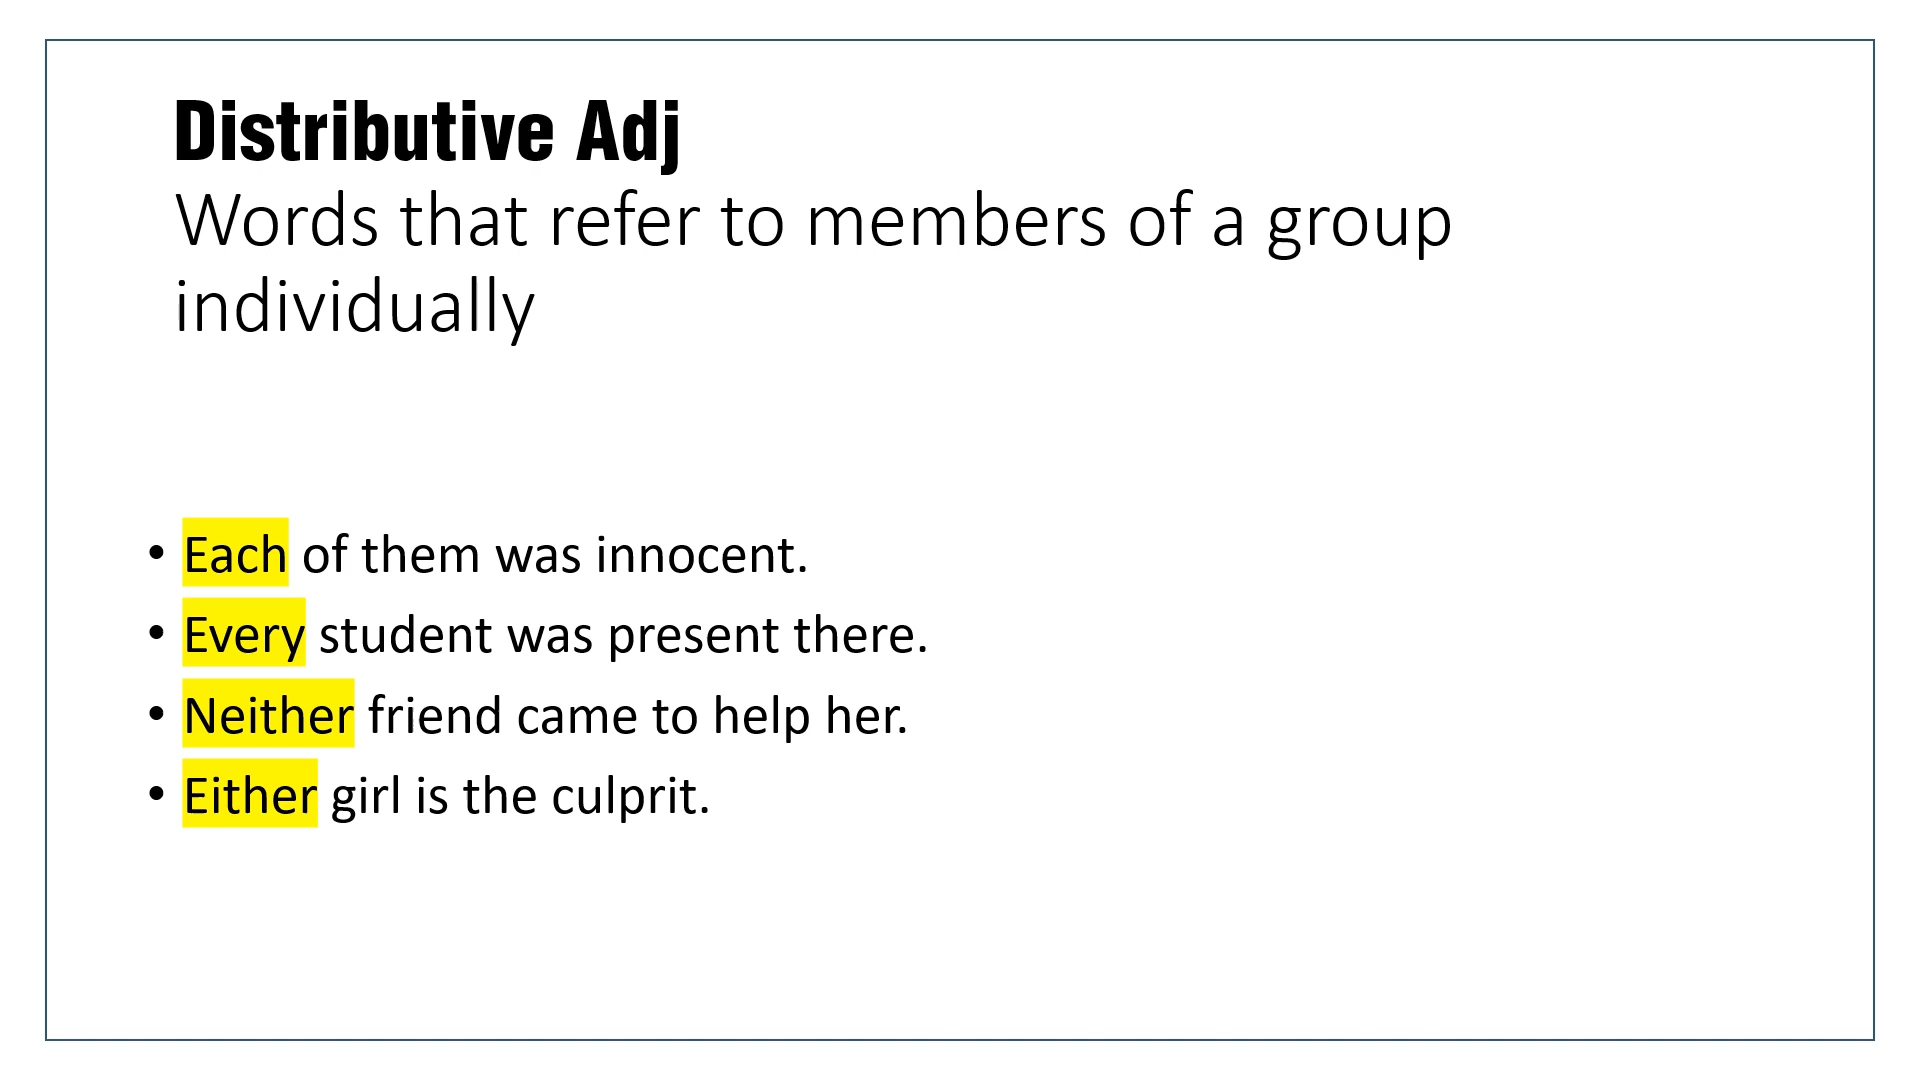 Distributive Adj
Words that refer to members of a group
individually
• Each of them was innocent.
• Every student was present there.
• Neither friend came to help her.
• Either girl is the culprit.